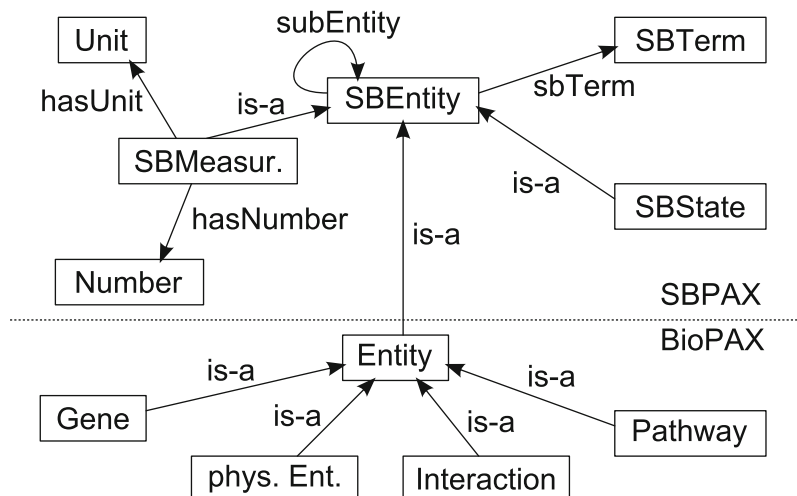 subEntity
Unit
SBTerm
hasUnit
is-a
SBEntity
sbTerm
SBMeasur.
is-a
hasNumber
SBState
is-a
Number
SBPAX
BioPAX
Entity
is-a
is-a
Gene
is-a
is-a
Pathway
phys. Ent.
Interaction